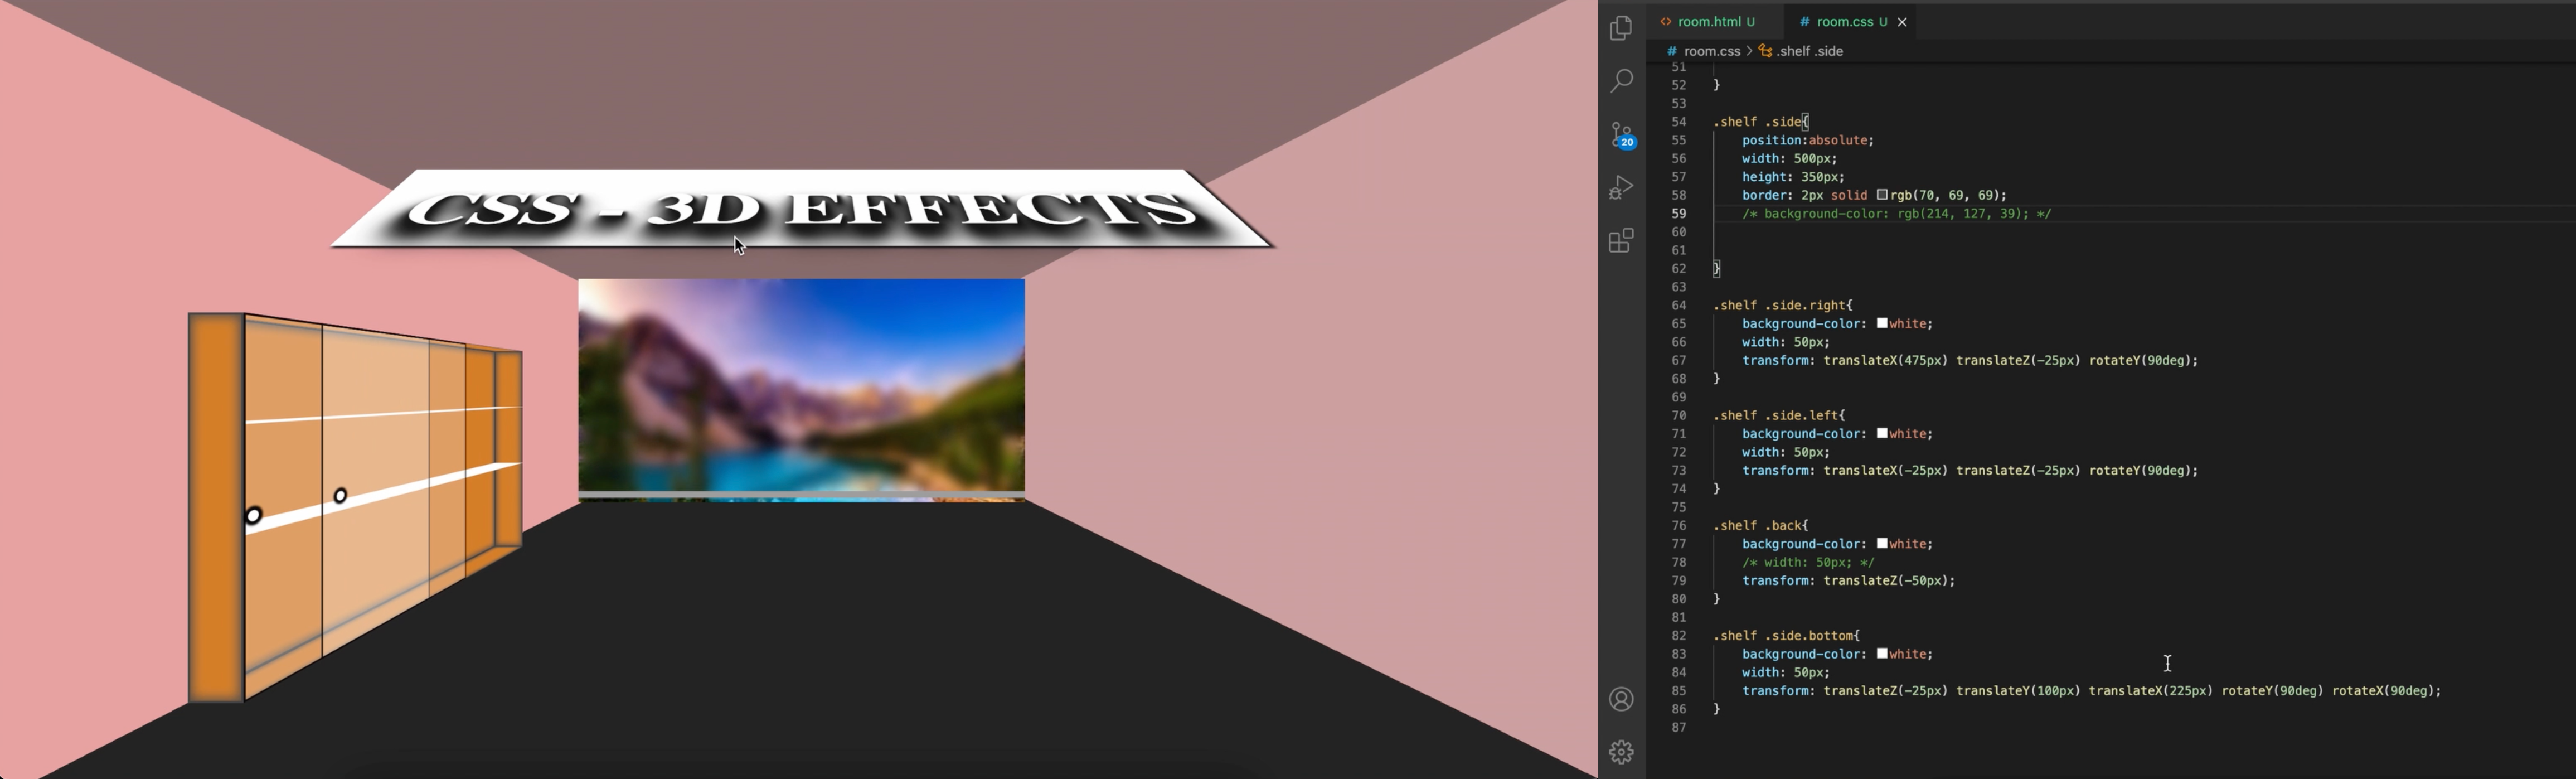 CSS - 3D EFFECTS
room.html U
room.css U
room.css > .shelf .side
20
51
52 }
53
54 .shelf .side{
55 position:absolute;
56 width: 500px;
57 height: 350px;
58 border: 2px solid rgb(70, 69, 69);
59 /* background-color: rgb(214, 127, 39); */
60
61
62 }
63
64 .shelf .side.right{
65 background-color: white;
66 width: 50px;
67 transform: translateX(475px) translateZ(-25px) rotateY(90deg);
68 }
69
70 .shelf .side.left{
71 background-color: white;
72 width: 50px;
73 transform: translateX(-25px) translateZ(-25px) rotateY(90deg);
74 }
75
76 .shelf .back{
77 background-color: white;
78 /* width: 50px; */
79 transform: translateZ(-50px);
80 }
81
82 .shelf .side.bottom{
83 background-color: white;
84 width: 50px;
85 transform: translateZ(-25px) translateY(100px) translateX(225px) rotateY(90deg) rotateX(90deg);
86 }
87